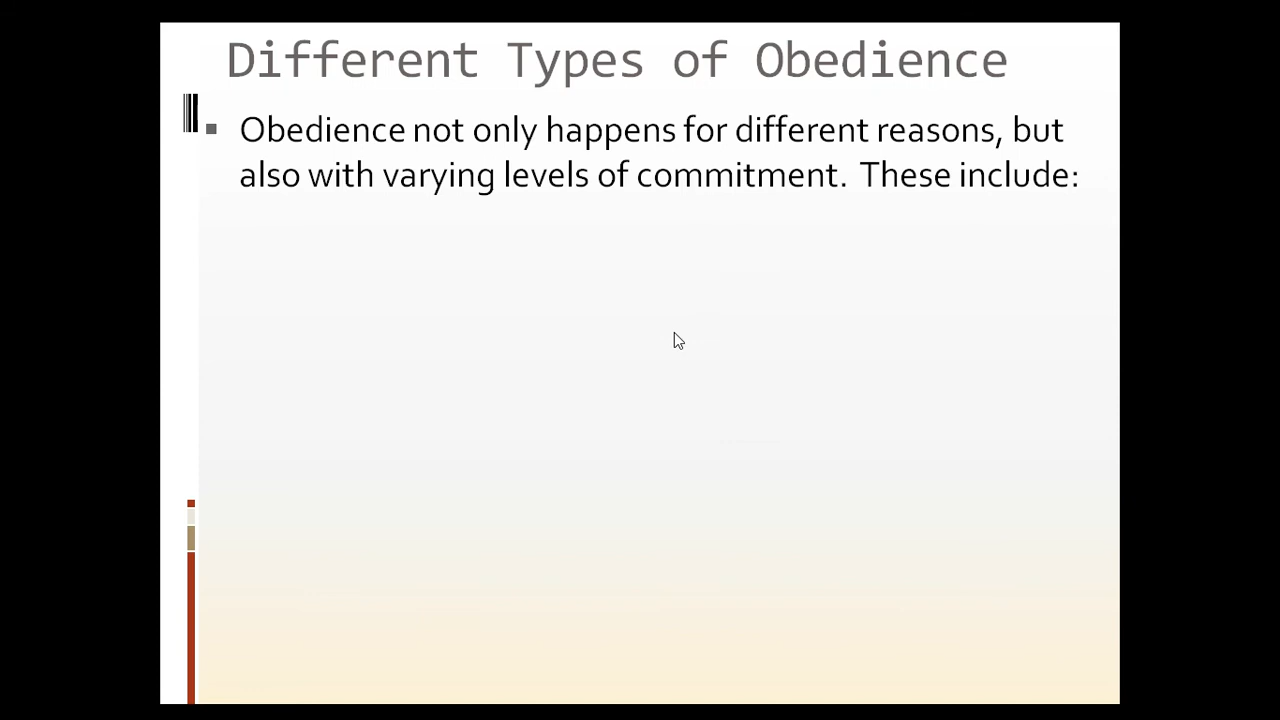 Different Types of Obedience
Obedience not only happens for different reasons, but
also with varying levels of commitment.  These include: